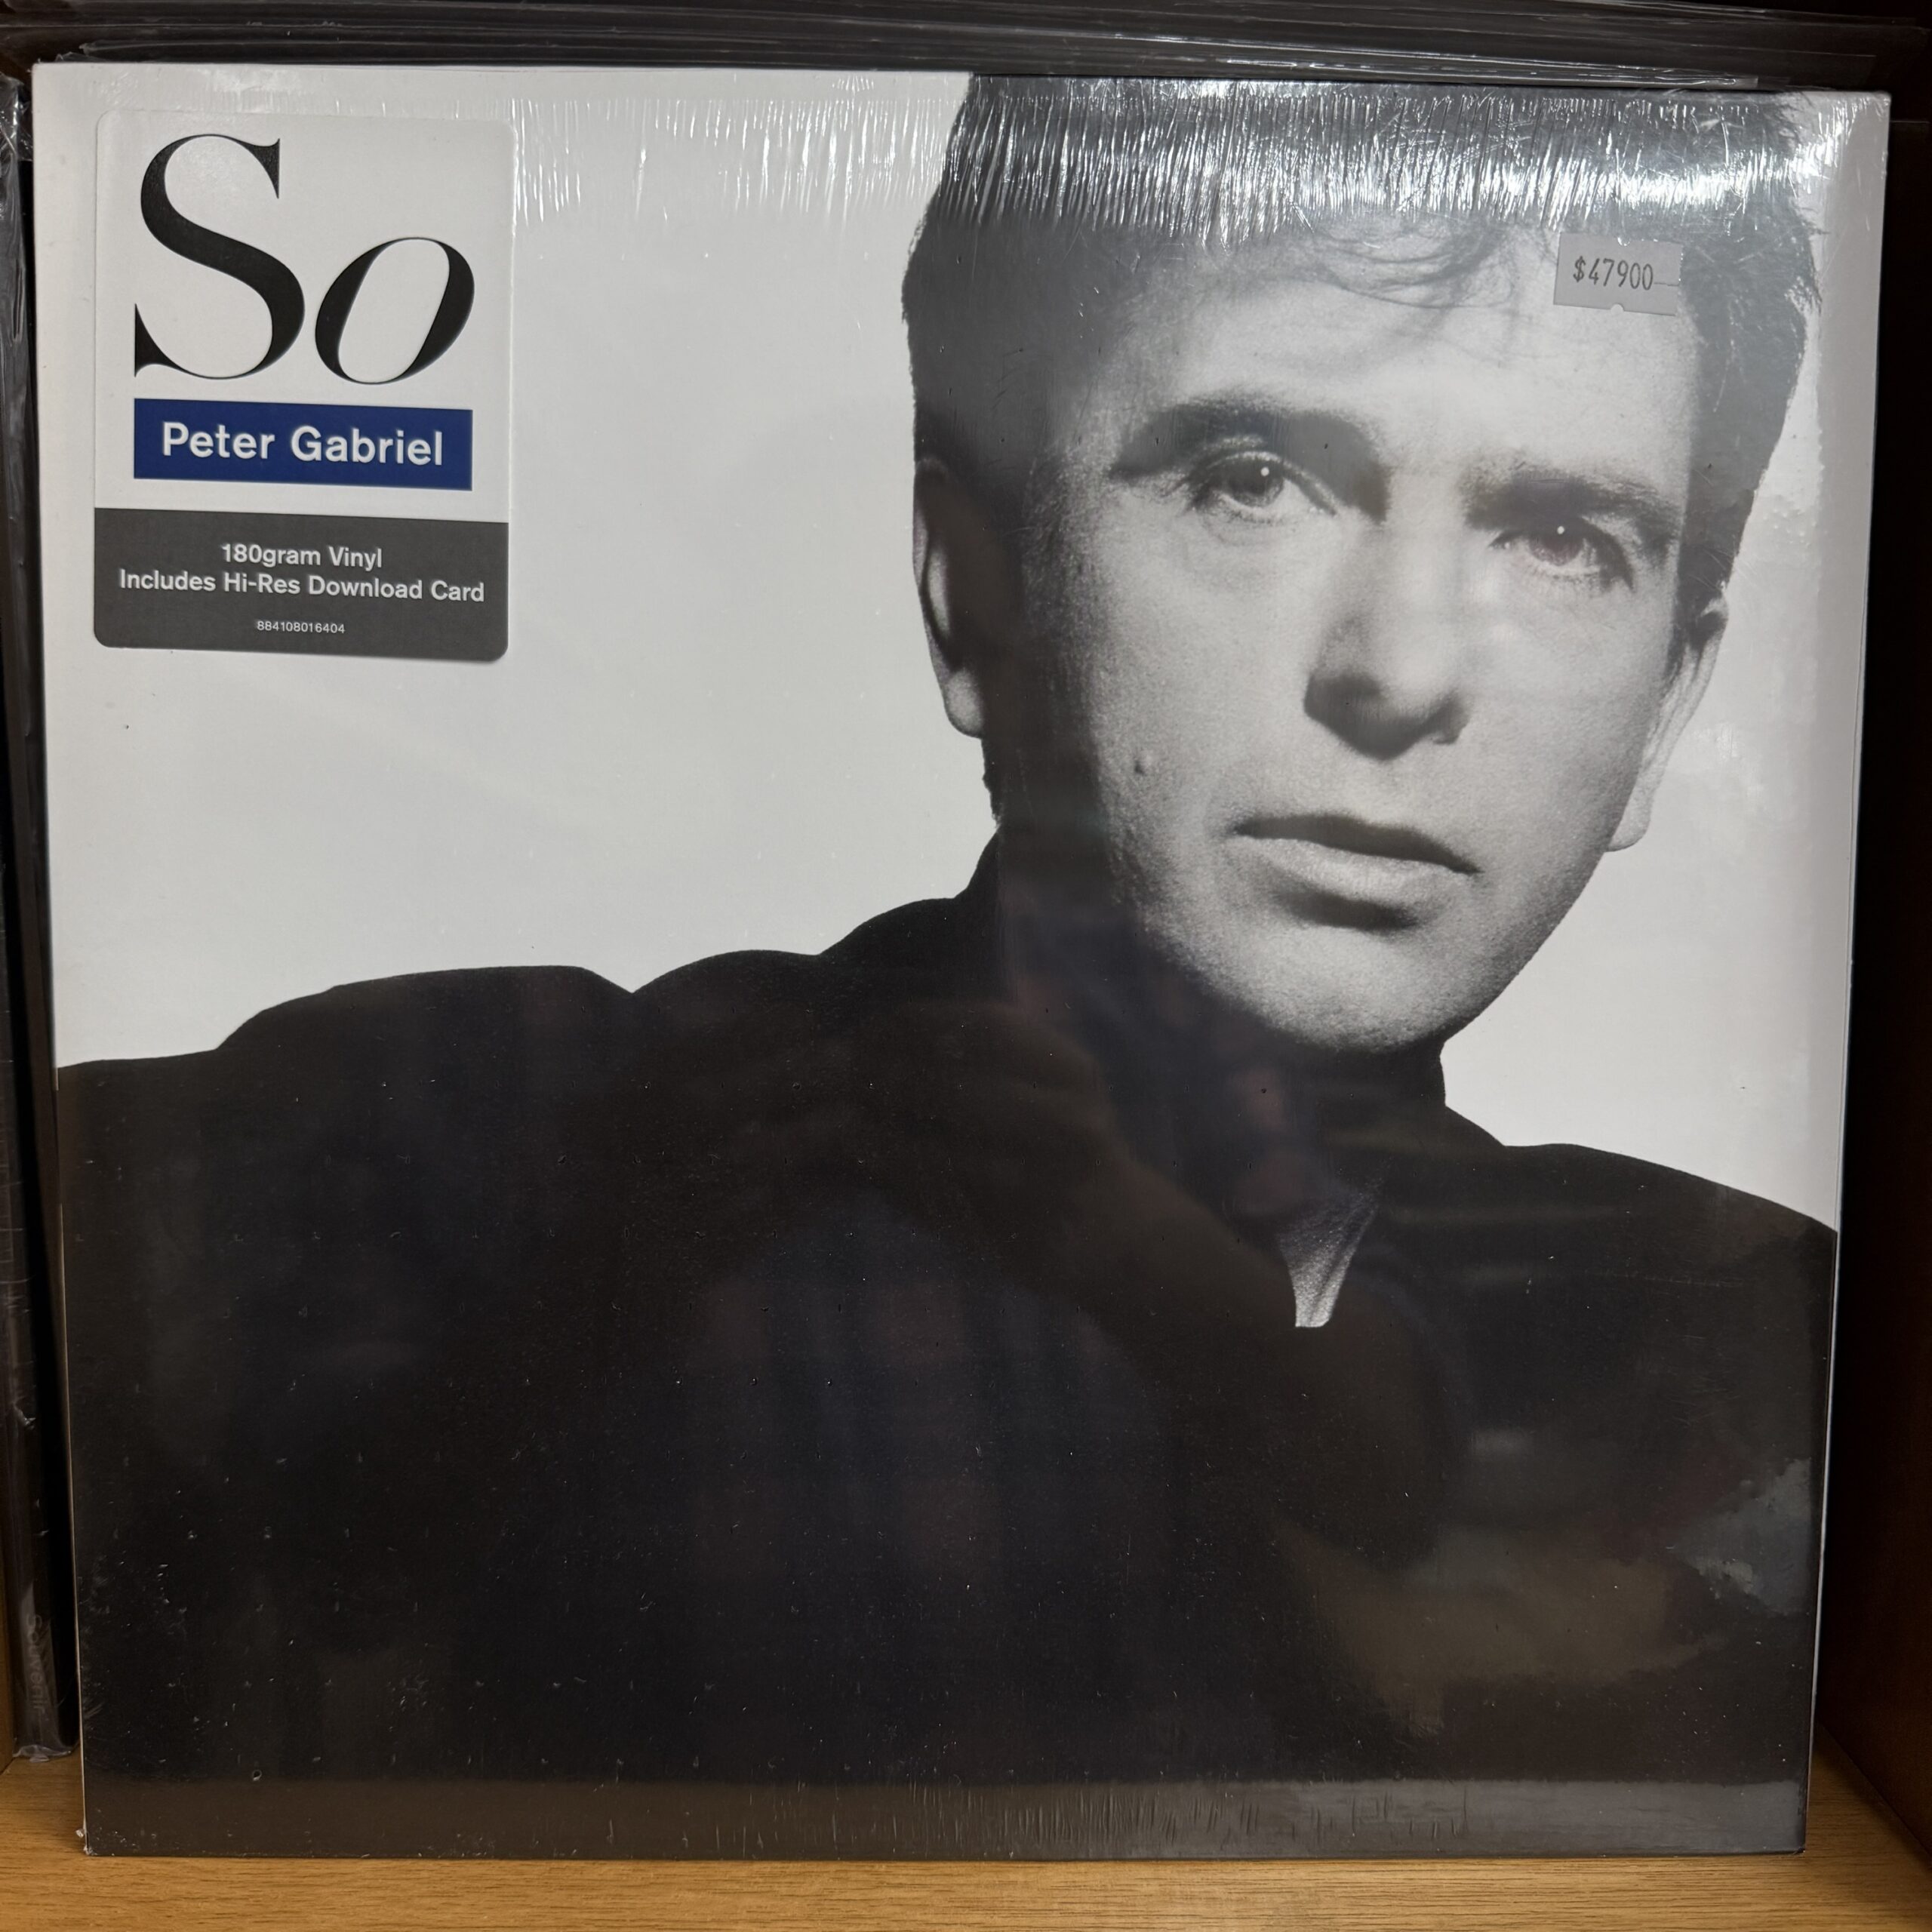 So
Peter Gabriel
180gram Vinyl
Includes Hi-Res Download Card
884108016404
$47900